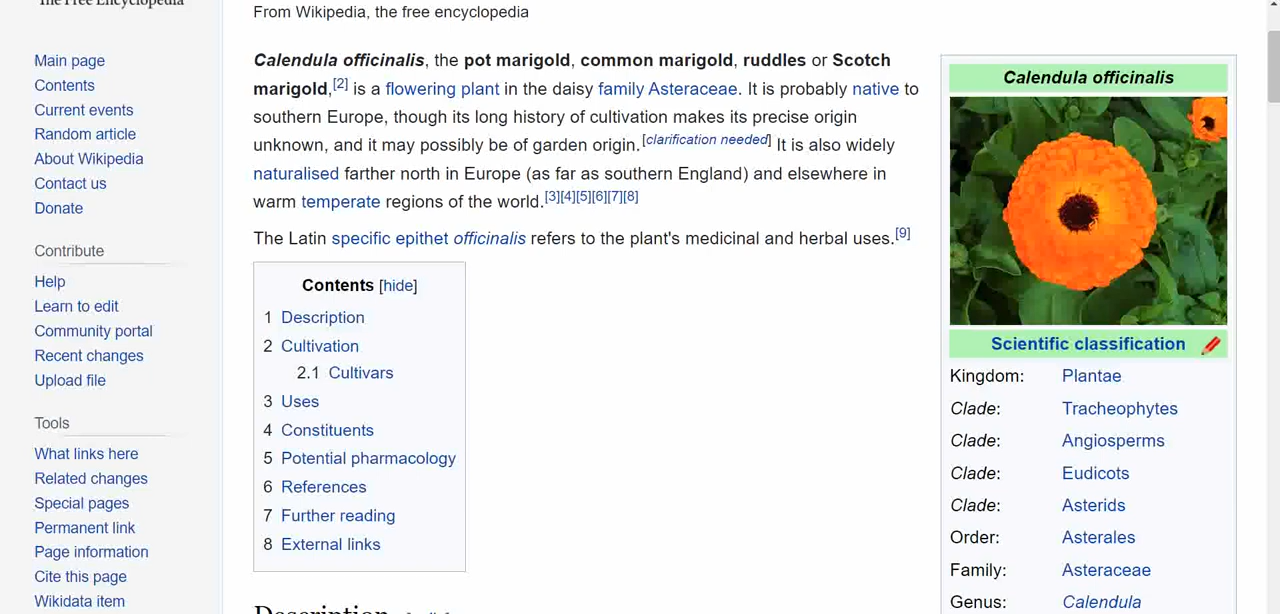 The Free Encyclopedia
Main page
Contents
Current events
Random article
About Wikipedia
Contact us
Donate
Contribute
Help
Learn to edit
Community portal
Recent changes
Upload file
Tools
What links here
Related changes
Special pages
Permanent link
Page information
Cite this page
Wikidata item
From Wikipedia, the free encyclopedia
Calendula officinalis, the pot marigold, common marigold, ruddles or Scotch
marigold,[2] is a flowering plant in the daisy family Asteraceae. It is probably native to
southern Europe, though its long history of cultivation makes its precise origin
unknown, and it may possibly be of garden origin.[clarification needed] It is also widely
naturalised farther north in Europe (as far as southern England) and elsewhere in
warm temperate regions of the world.[3][4][5][6][7][8]
The Latin specific epithet officinalis refers to the plant's medicinal and herbal uses.[9]
Contents [hide]
1 Description
2 Cultivation
2.1 Cultivars
3 Uses
4 Constituents
5 Potential pharmacology
6 References
7 Further reading
8 External links
Description
Calendula officinalis
Scientific classification
Kingdom: Plantae
Clade: Tracheophytes
Clade: Angiosperms
Clade: Eudicots
Clade: Asterids
Order: Asterales
Family: Asteraceae
Genus: Calendula